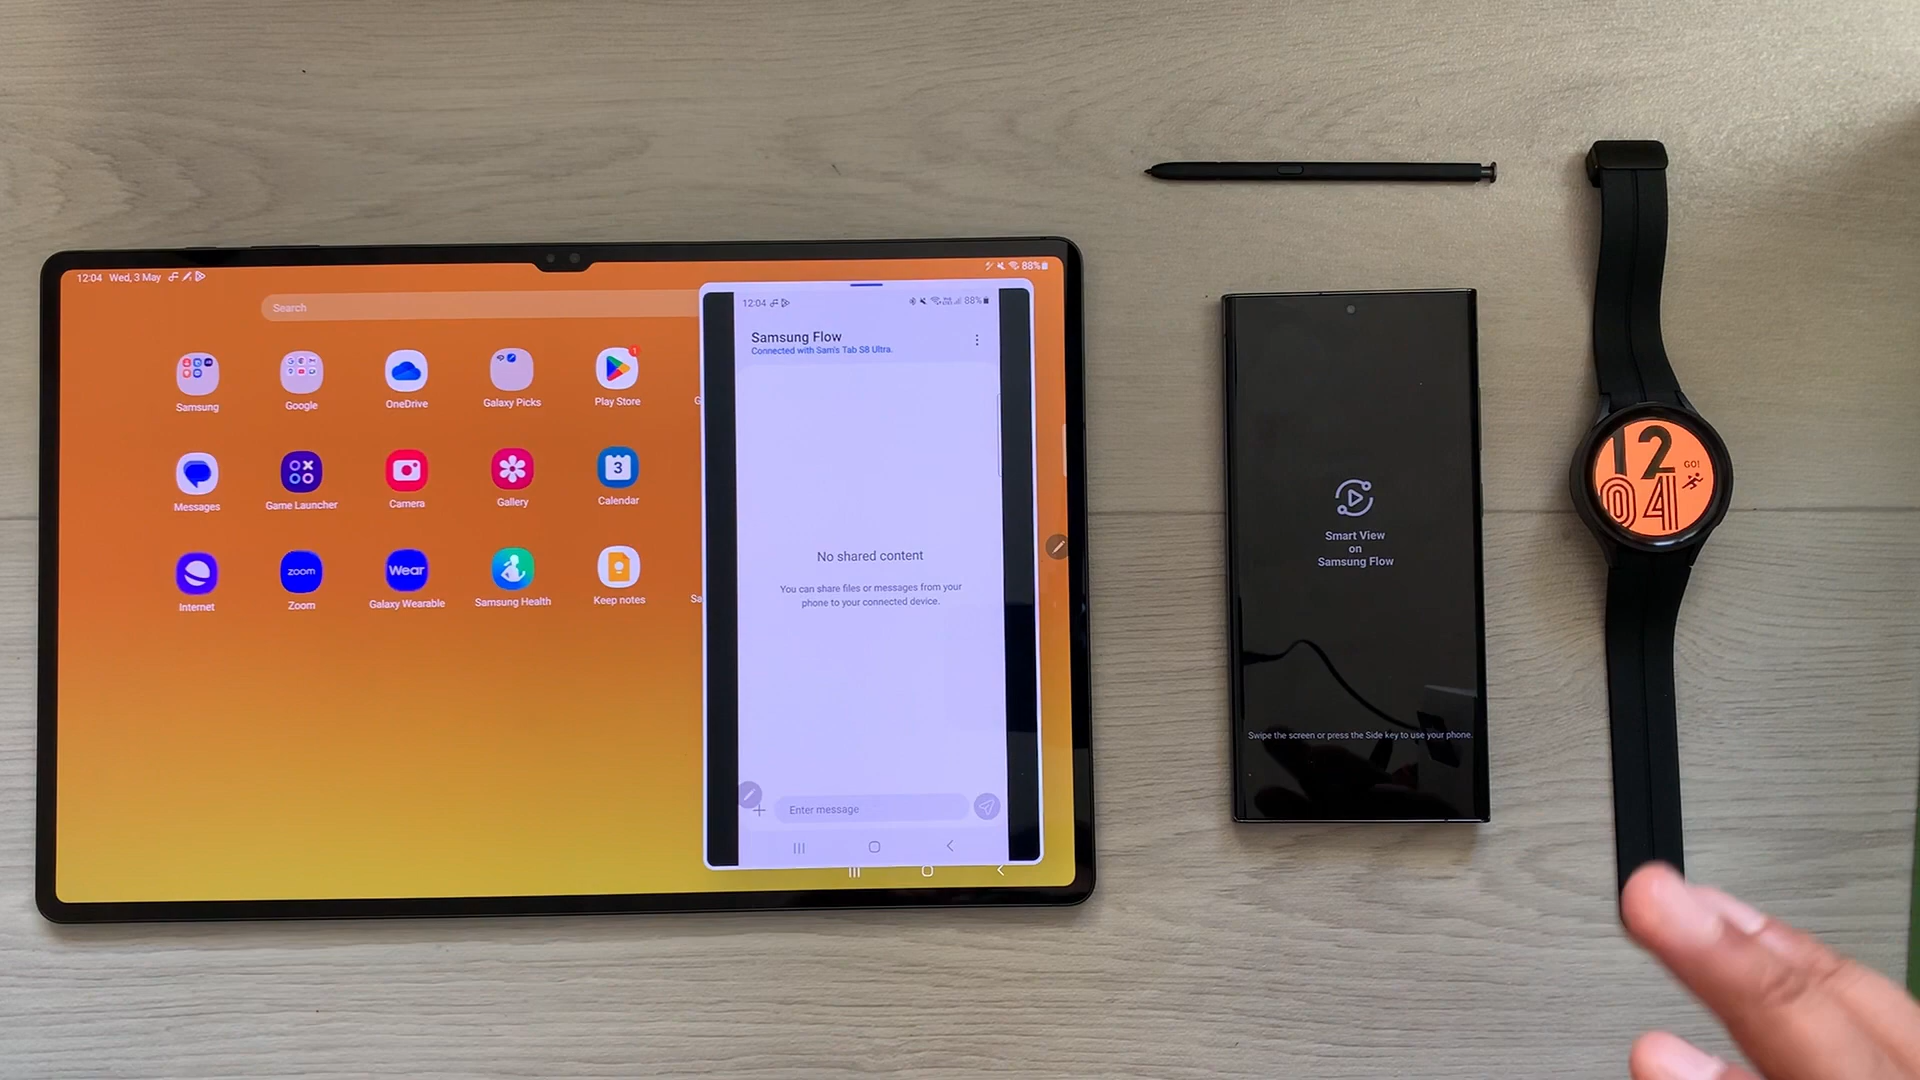 12:04 Wed, 3 May
88%
Search
Samsung
Google
OneDrive
Galaxy Picks
1
Play Store
Messages
Game Launcher
Camera
Gallery
3
Calendar
Internet
zoom
Zoom
Wear
Galaxy Wearable
Samsung Health
Keep notes
12:04
88%
Samsung Flow
Connected with Sam's Tab S8 Ultra.
No shared content
You can share files or messages from your
phone to your connected device.
Enter message
Smart View
on
Samsung Flow
Swipe the screen or press the Side key to use your phone.
12
GO!
04